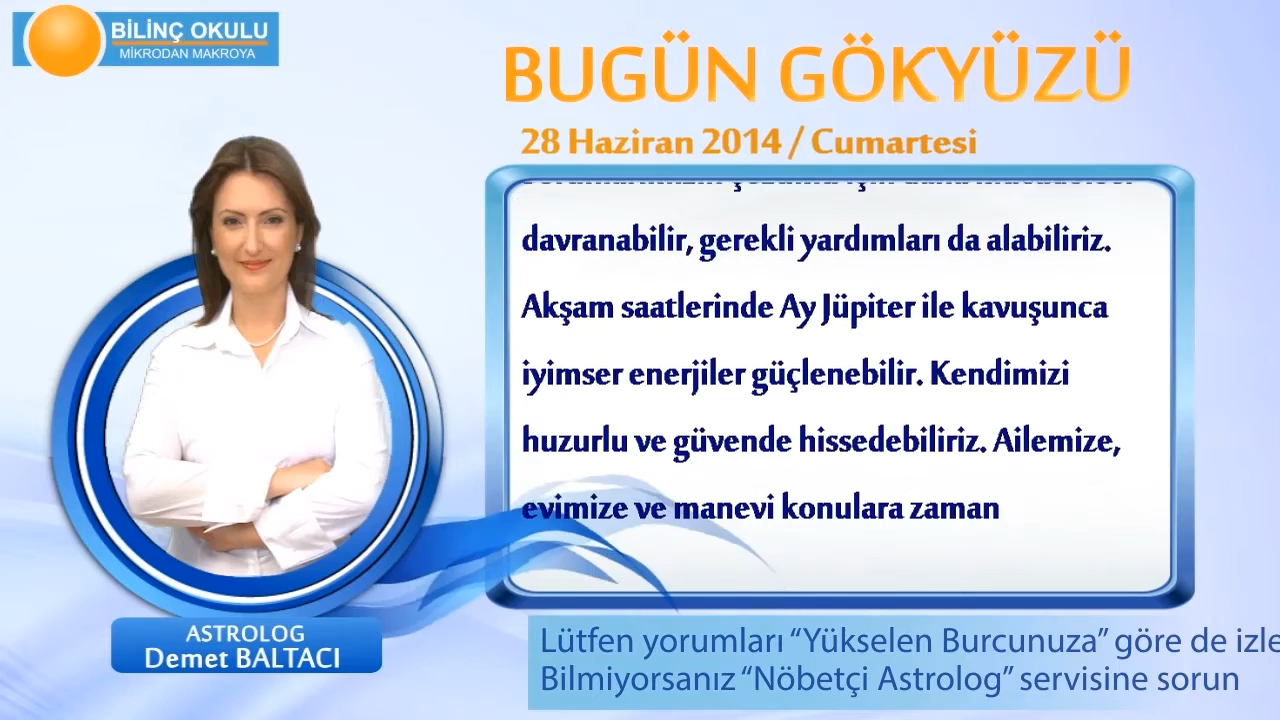 BİLİNÇ OKULU
MİKRODAN MAKROYA
BUGÜN GÖKYÜZÜ
28 Haziran 2014 / Cumartesi
davranabilir, gerekli yardımları da alabiliriz.
Akşam saatlerinde Ay Jüpiter ile kavuşunca
iyimser enerjiler güçlenebilir. Kendimizi
huzurlu ve güvende hissedebiliriz. Ailemize,
evimize ve manevi konulara zaman
ASTROLOG
Demet BALTACI
Lütfen yorumları “Yükselen Burcunuza” göre de izle
Bilmiyorsanız “Nöbetçi Astrolog” servisine sorun